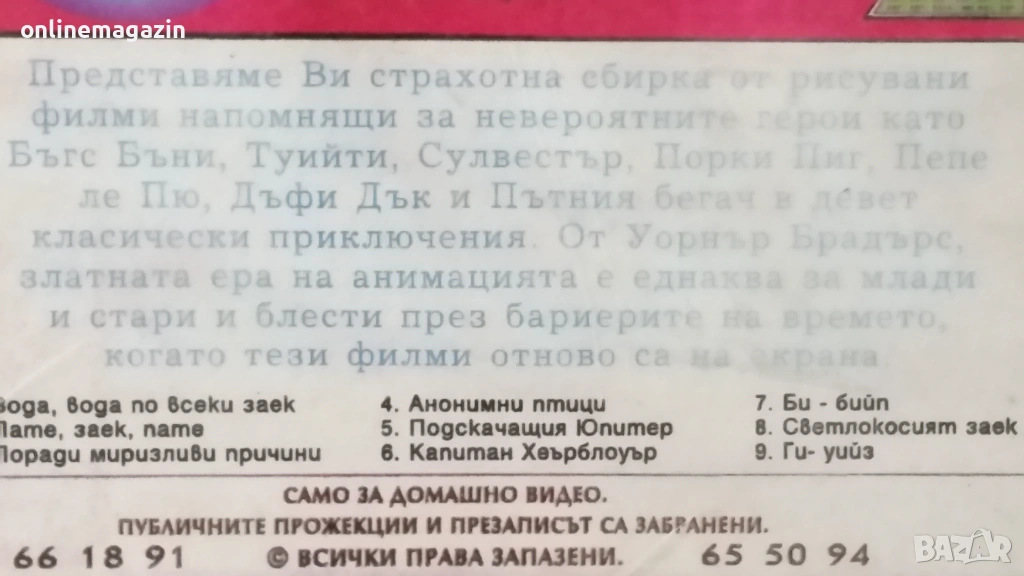 onlinemagazin
Представяме Ви страхотна сбирка от рисувани
филми напомнящи за невероятните герои като
Бъгс Бъни, Туийти, Сулвестър, Порки Пиг, Пепе
ле Пю, Дъфи Дък и Пътния бегач в девет
класически приключения. От Уорнър Брадърс,
златната ера на анимацията е еднаква за млади
и стари и блести през бариерите на времето,
когато тези филми отново са на екрана.
вода, вода по всеки заек 4. Анонимни птици 7. Би - бийп
Пате, заек, пате 5. Подскачащия Юпитер 8. Светлокосият заек
Поради миризливи причини 6. Капитан Хеърблоуър 9. Ги- уийз
САМО ЗА ДОМАШНО ВИДЕО.
ПУБЛИЧНИТЕ ПРОЖЕКЦИИ И ПРЕЗАПИСЪТ СА ЗАБРАНЕНИ.
66 18 91 © ВСИЧКИ ПРАВА ЗАПАЗЕНИ. 65 50 94
BAZAR